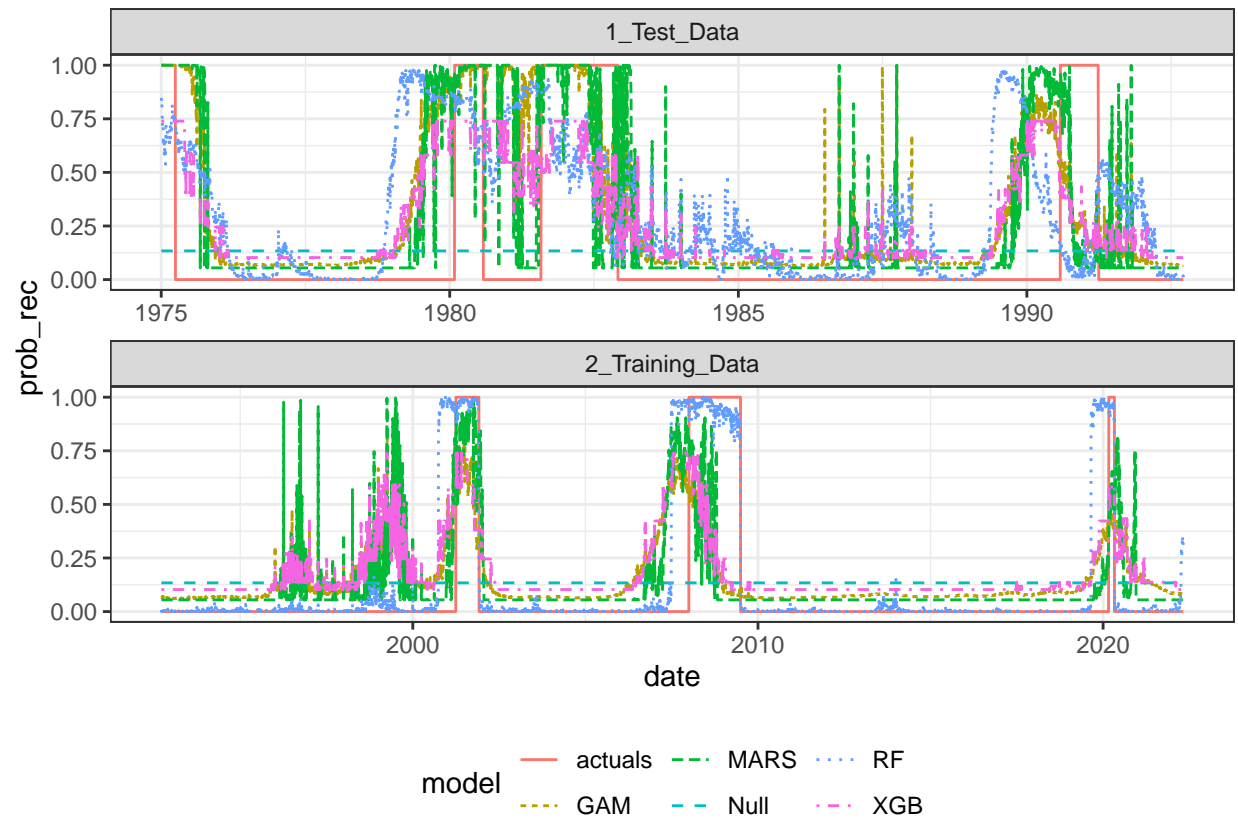 1_Test_Data
1.00
0.75
0.50
0.25
0.00
1975 1980 1985 1990
prob_rec
2_Training_Data
1.00
0.75
0.50
0.25
0.00
2000 2010 2020
date
model
actuals MARS RF
GAM Null XGB